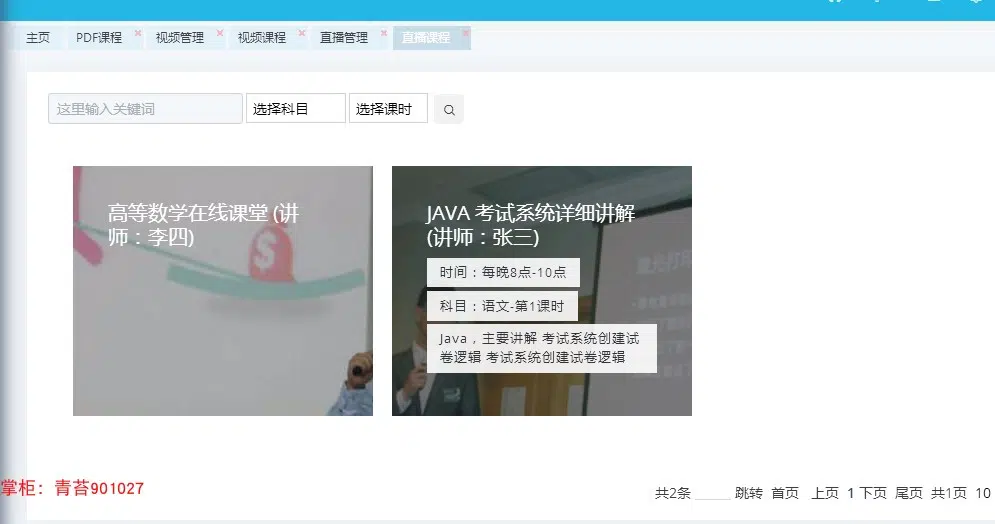 主页 PDF课程 视频管理 视频课程 直播管理 直播课程
这里输入关键词 选择科目 选择课时
高等数学在线课堂 (讲
师：李四)
JAVA 考试系统详细讲解
(讲师：张三)
时间：每晚8点-10点
科目：语文-第1课时
Java，主要讲解 考试系统创建试
卷逻辑 考试系统创建试卷逻辑
掌柜：青苔901027
共2条 跳转 首页 上页 1 下页 尾页 共1页 10